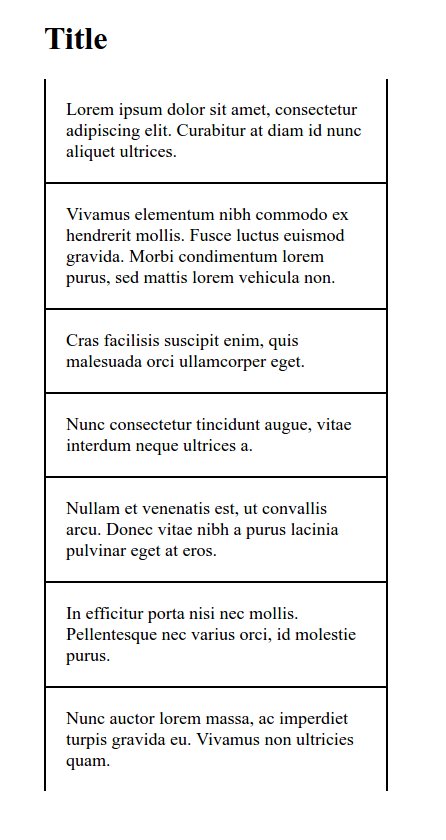 Title
Lorem ipsum dolor sit amet, consectetur
adipiscing elit. Curabitur at diam id nunc
aliquet ultrices.
Vivamus elementum nibh commodo ex
hendrerit mollis. Fusce luctus euismod
gravida. Morbi condimentum lorem
purus, sed mattis lorem vehicula non.
Cras facilisis suscipit enim, quis
malesuada orci ullamcorper eget.
Nunc consectetur tincidunt augue, vitae
interdum neque ultrices a.
Nullam et venenatis est, ut convallis
arcu. Donec vitae nibh a purus lacinia
pulvinar eget at eros.
In efficitur porta nisi nec mollis.
Pellentesque nec varius orci, id molestie
purus.
Nunc auctor lorem massa, ac imperdiet
turpis gravida eu. Vivamus non ultricies
quam.